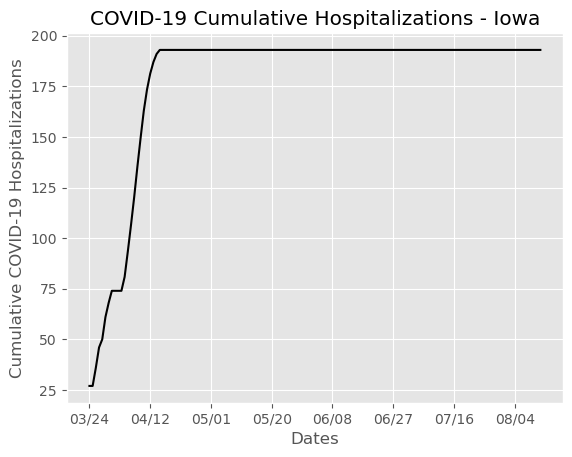 COVID-19 Cumulative Hospitalizations - Iowa
Cumulative COVID-19 Hospitalizations
200
175
150
125
100
75
50
25
03/24 04/12 05/01 05/20 06/08 06/27 07/16 08/04
Dates